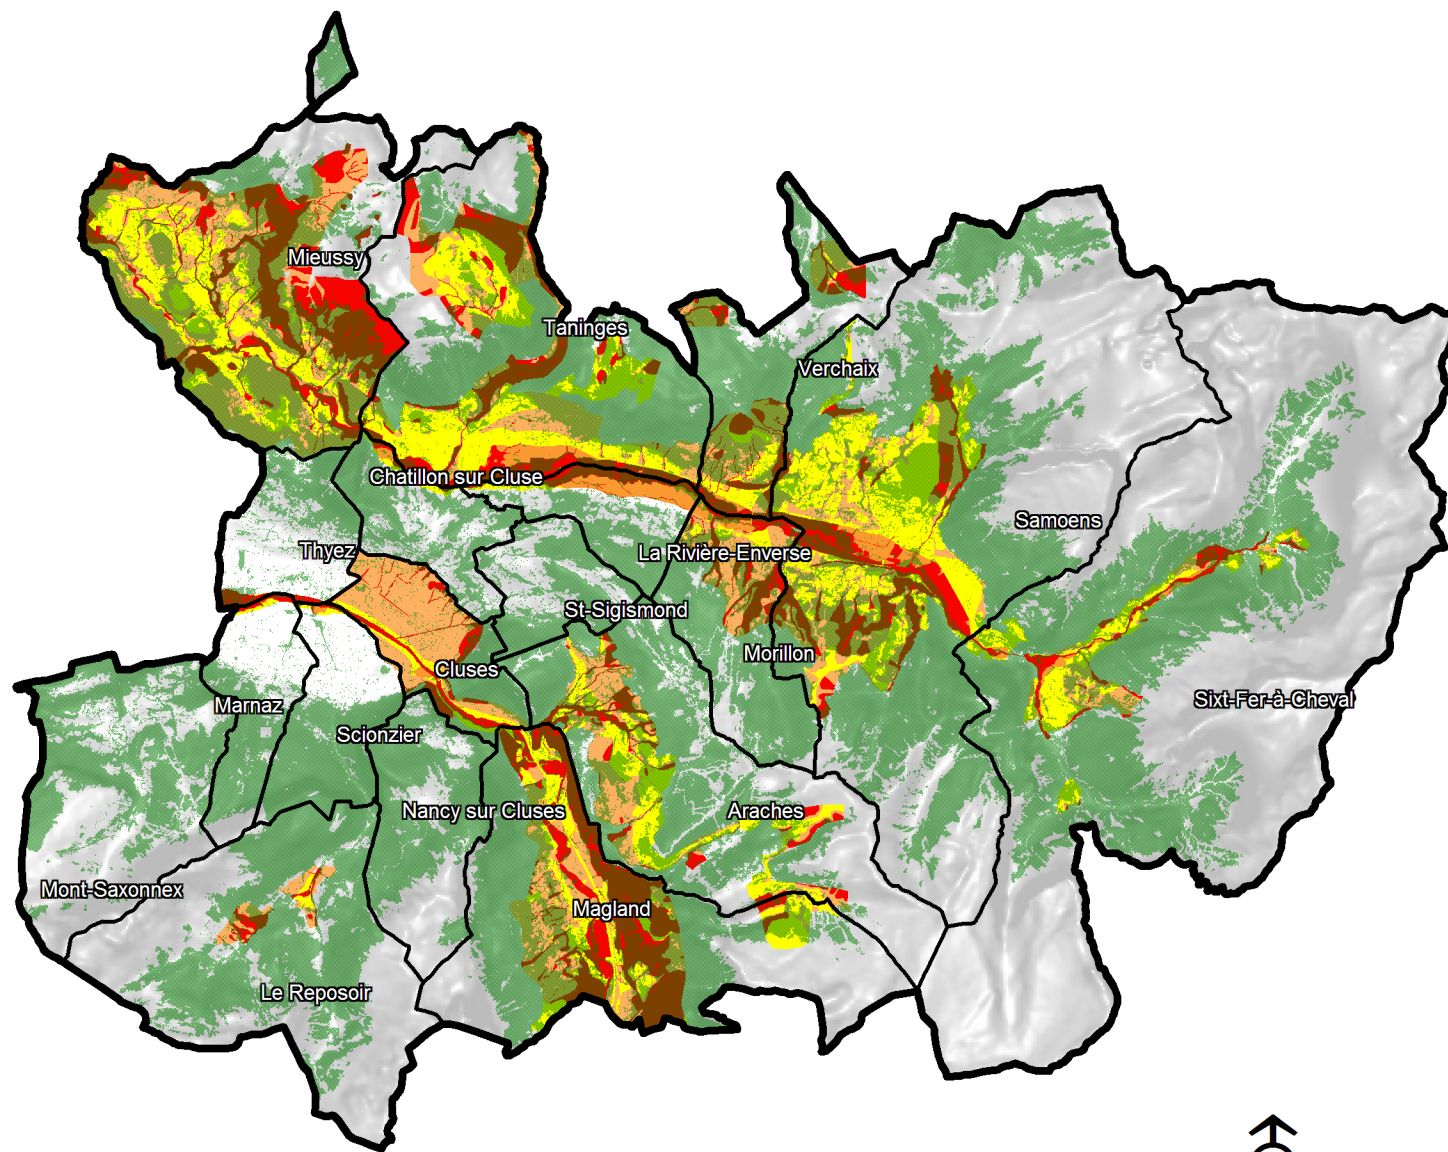 Mieussy
Taninges
Verchaix
Chatillon sur Cluse
Samoens
Thyez
La Rivière-Enverse
St-Sigismond
Morillon
Cluses
Sixt-Fer-à-Cheval
Marnaz
Scionzier
Nancy sur Cluses
Araches
Mont-Saxonnex
Magland
Le Reposoir